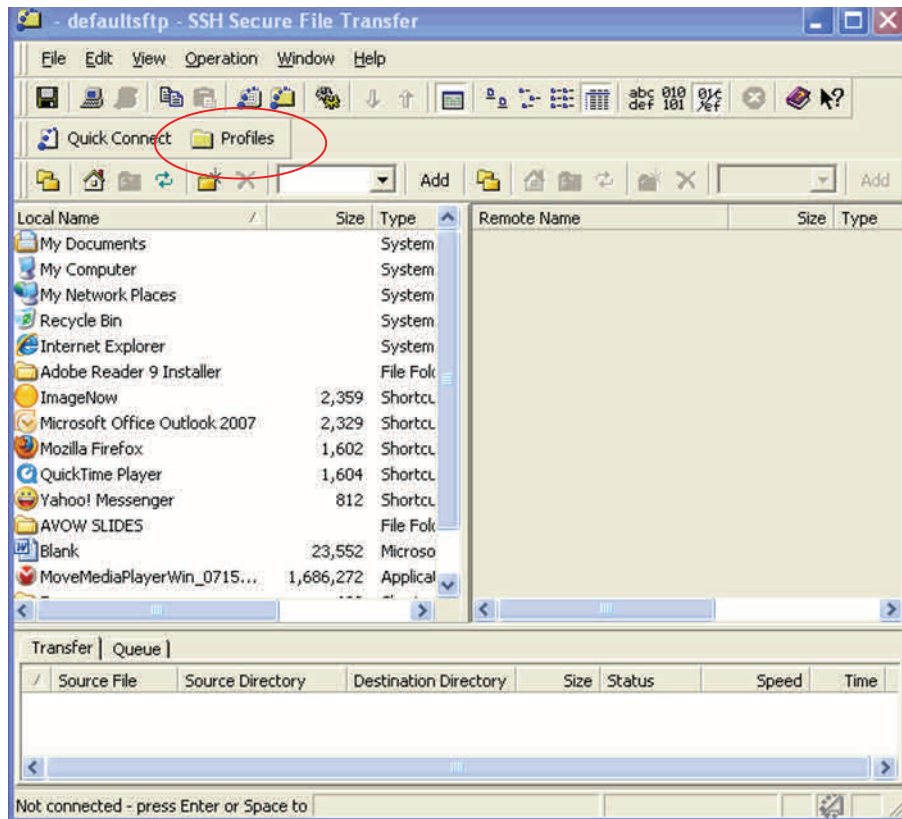 - defaultsftp - SSH Secure File Transfer
File Edit View Operation Window Help
abc def 010 101
Quick Connect Profiles
Add Add
Local Name Size Type Remote Name Size Type
My Documents System
My Computer System
My Network Places System
Recycle Bin System
Internet Explorer System
Adobe Reader 9 Installer File Fold
ImageNow 2,359 Shortcu
Microsoft Office Outlook 2007 2,329 Shortcu
Mozilla Firefox 1,602 Shortcu
QuickTime Player 1,604 Shortcu
Yahoo! Messenger 812 Shortcu
AVOW SLIDES File Fold
Blank 23,552 Microso
MoveMediaPlayerWin_0715... 1,686,272 Applicat
Transfer Queue
Source File Source Directory Destination Directory Size Status Speed Time
Not connected - press Enter or Space to